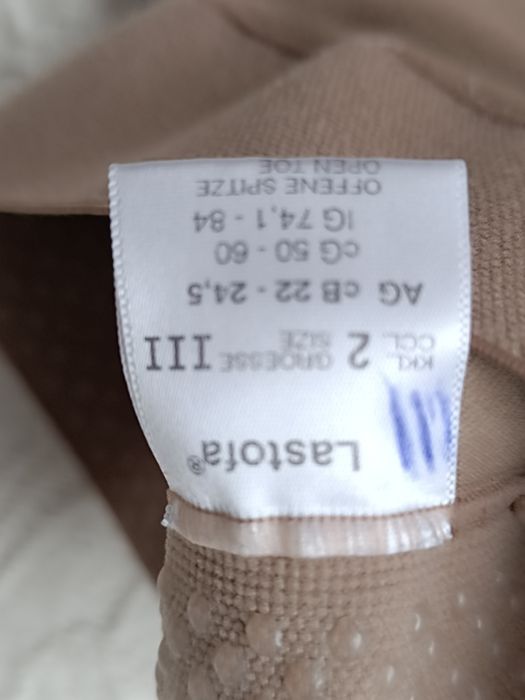 Lastofa®
KKL. CCL. 2 GROESSE SIZE III
AG cB 22 - 24,5
cG 50 - 60
IG 74,1 - 84
OFFENE SPITZE
OPEN TOE